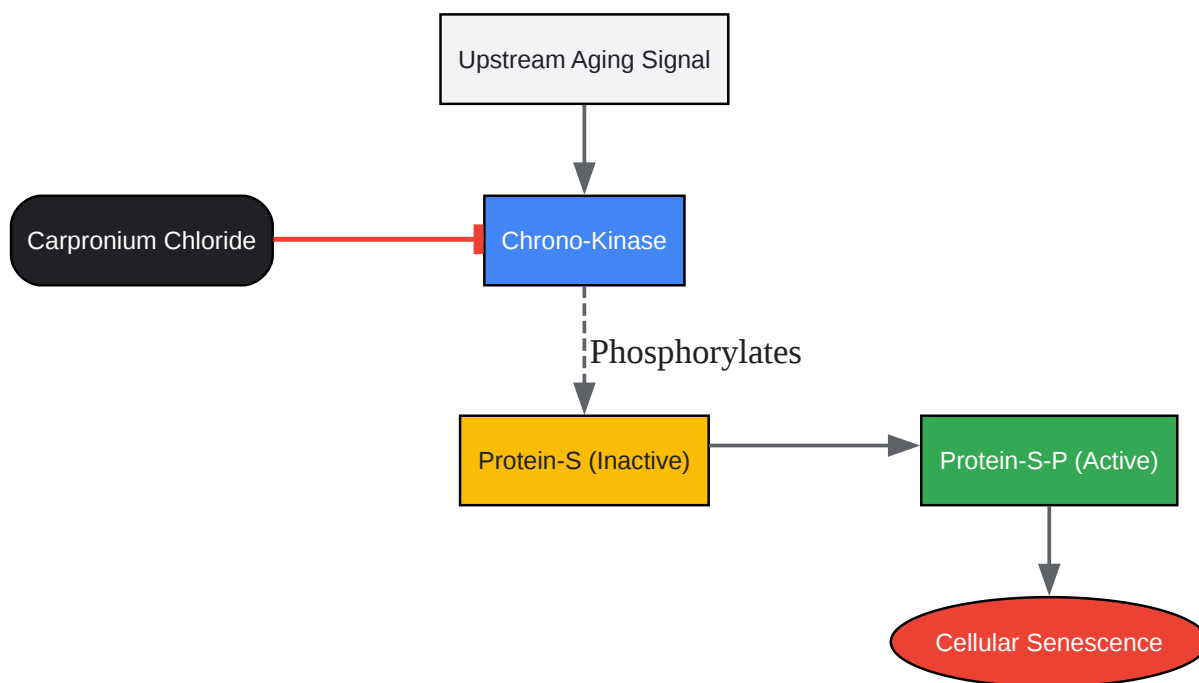 Upstream Aging Signal
Carpronium Chloride
Chrono-Kinase
Phosphorylates
Protein-S (Inactive)
Protein-S-P (Active)
Cellular Senescence